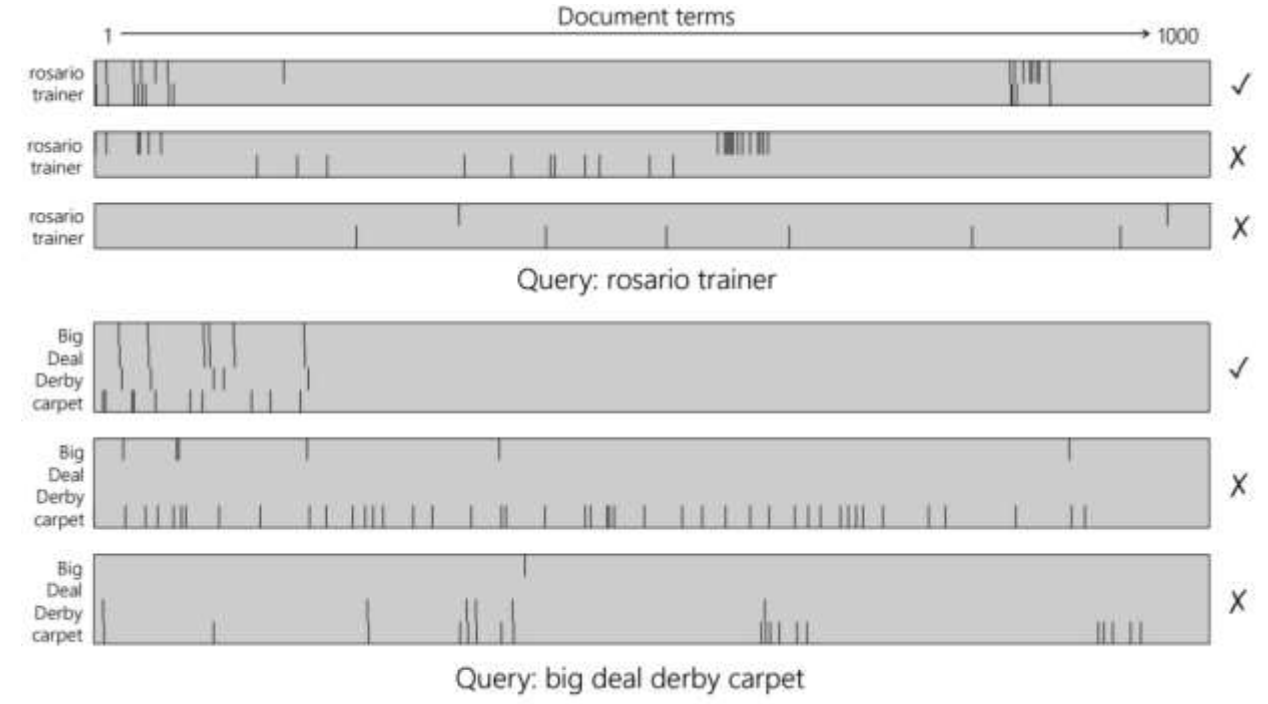 Document terms
1 1000
rosario
trainer ✓
rosario
trainer ✗
rosario
trainer ✗
Query: rosario trainer
Big
Deal
Derby
carpet ✓
Big
Deal
Derby
carpet ✗
Big
Deal
Derby
carpet ✗
Query: big deal derby carpet